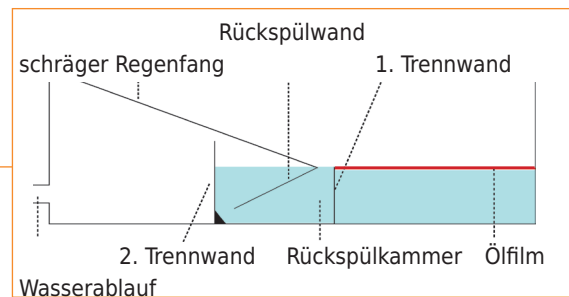 Rückspülwand
schräger Regenfang 1. Trennwand
2. Trennwand Rückspülkammer Ölfilm
Wasserablauf